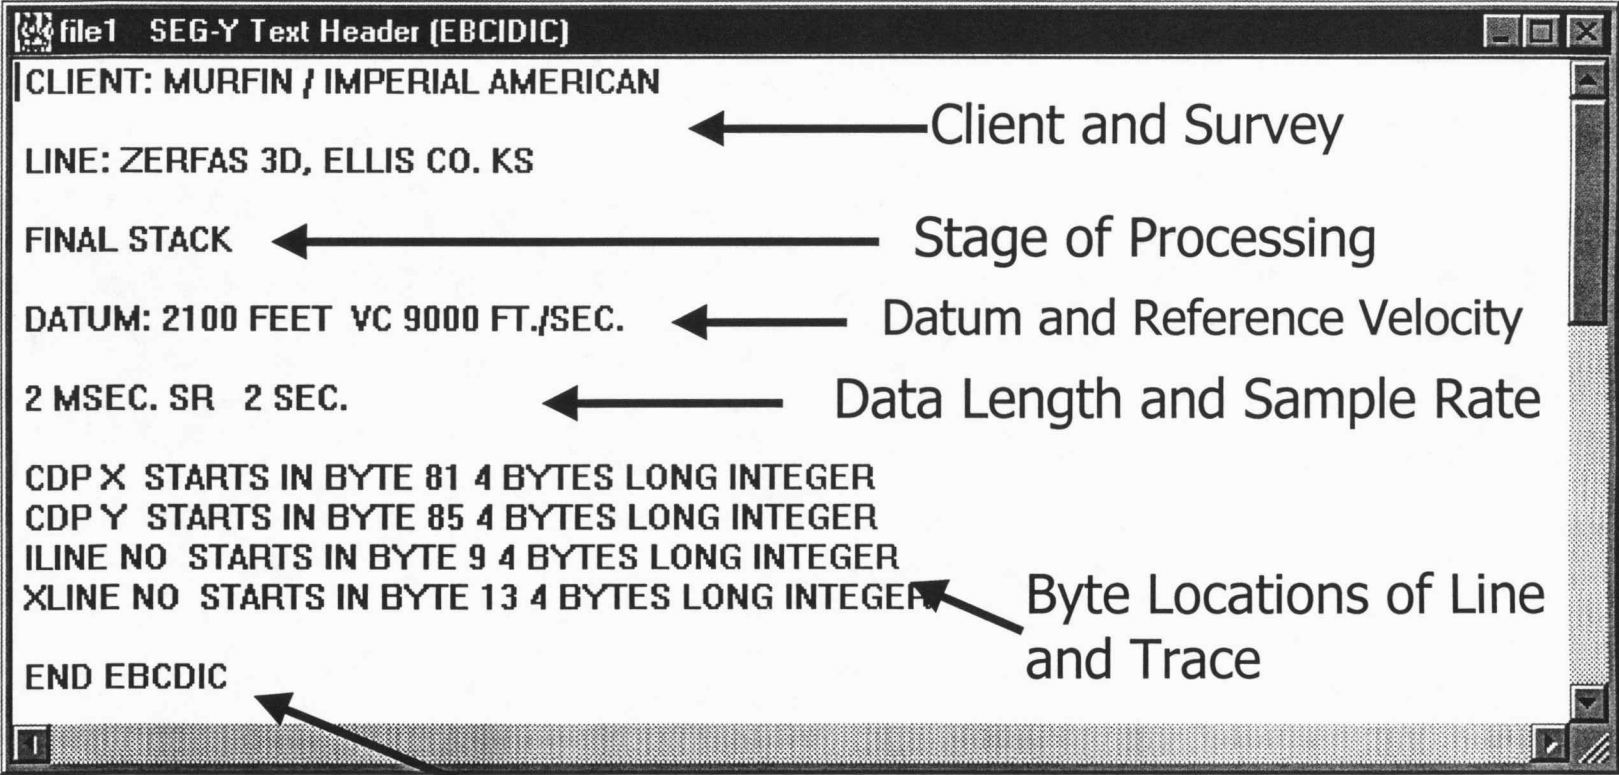 file1 SEG-Y Text Header (EBCIDIC)
CLIENT: MURFIN / IMPERIAL AMERICAN
Client and Survey
LINE: ZERFAS 3D, ELLIS CO. KS
FINAL STACK
Stage of Processing
DATUM: 2100 FEET VC 9000 FT./SEC.
Datum and Reference Velocity
2 MSEC. SR 2 SEC.
Data Length and Sample Rate
CDP X STARTS IN BYTE 81 4 BYTES LONG INTEGER
CDP Y STARTS IN BYTE 85 4 BYTES LONG INTEGER
ILINE NO STARTS IN BYTE 9 4 BYTES LONG INTEGER
XLINE NO STARTS IN BYTE 13 4 BYTES LONG INTEGER
Byte Locations of Line
and Trace
END EBCDIC